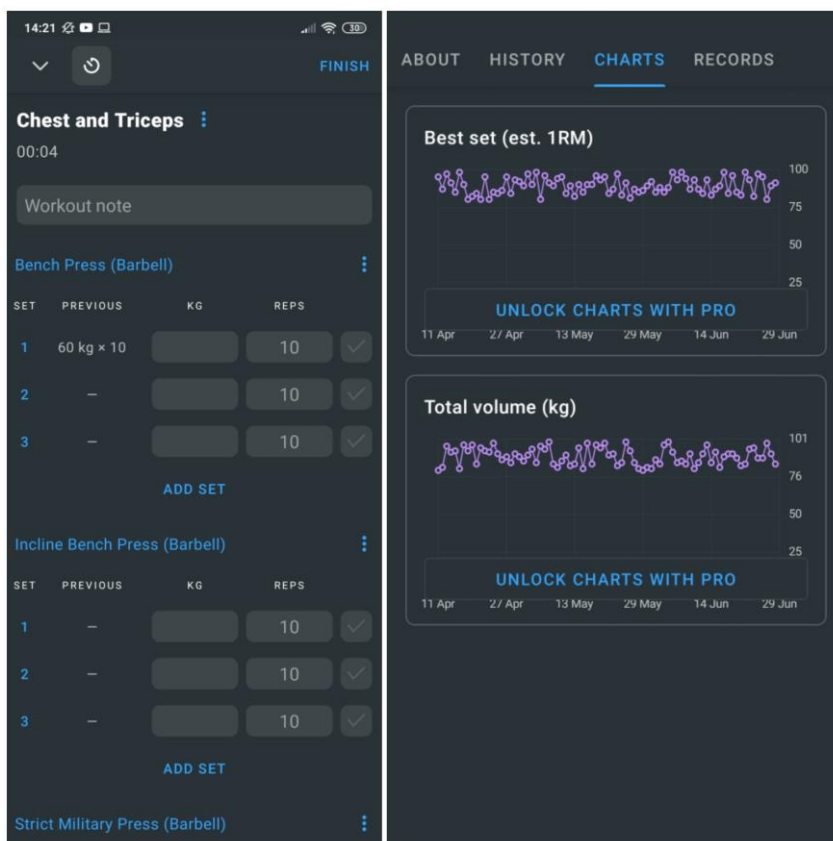 14:21 30
FINISH
Chest and Triceps
00:04
Workout note
Bench Press (Barbell)
SET PREVIOUS KG REPS
1 60 kg × 10 10
2 – 10
3 – 10
ADD SET
Incline Bench Press (Barbell)
SET PREVIOUS KG REPS
1 – 10
2 – 10
3 – 10
ADD SET
Strict Military Press (Barbell)
ABOUT HISTORY CHARTS RECORDS
Best set (est. 1RM)
100
75
50
25
UNLOCK CHARTS WITH PRO
11 Apr 27 Apr 13 May 29 May 14 Jun 29 Jun
Total volume (kg)
101
76
50
25
UNLOCK CHARTS WITH PRO
11 Apr 27 Apr 13 May 29 May 14 Jun 29 Jun